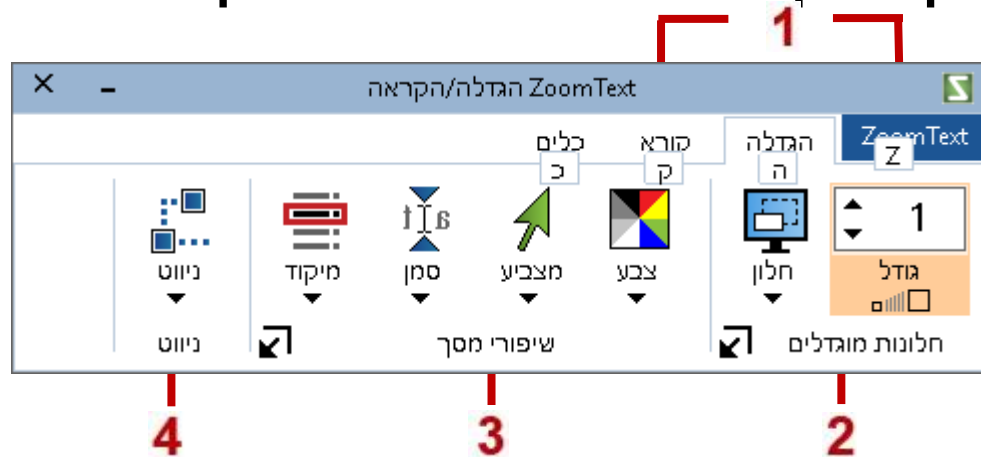 1
ZoomText הגדלה/הקראה
ZoomText הגדלה קורא כלים
Z ה ק כ
1
גודל חלון צבע מצביע סמן מיקוד ניווט
חלונות מוגדלים שיפורי מסך ניווט
2 3 4